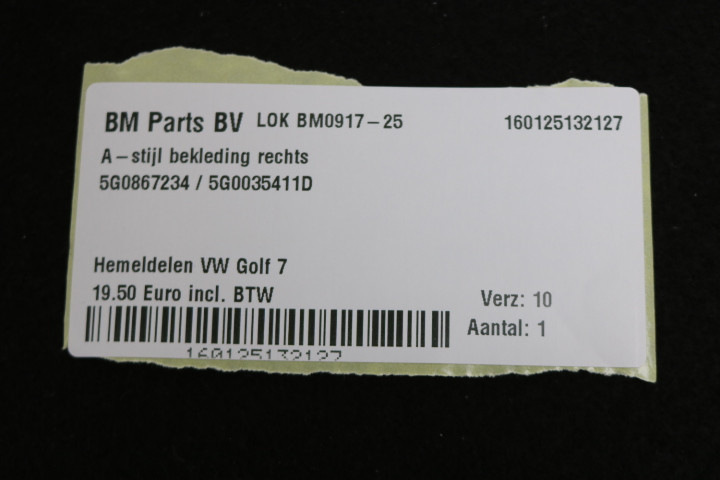 BM Parts BV LOK BM0917-25 160125132127
A-stijl bekleding rechts
5G0867234 / 5G0035411D
Hemeldelen VW Golf 7
19.50 Euro incl. BTW
Verz: 10
Aantal: 1
160125132127